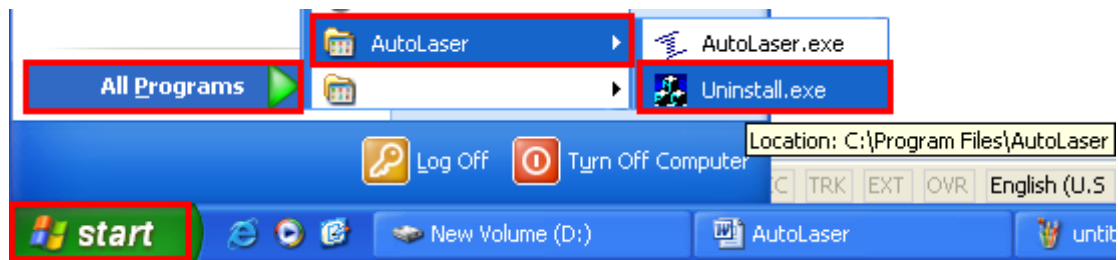 AutoLaser
AutoLaser.exe
All Programs
Uninstall.exe
Location: C:\Program Files\AutoLaser
Log Off
Turn Off Computer
TRK EXT OVR English (U.S
start
New Volume (D:)
AutoLaser
untit